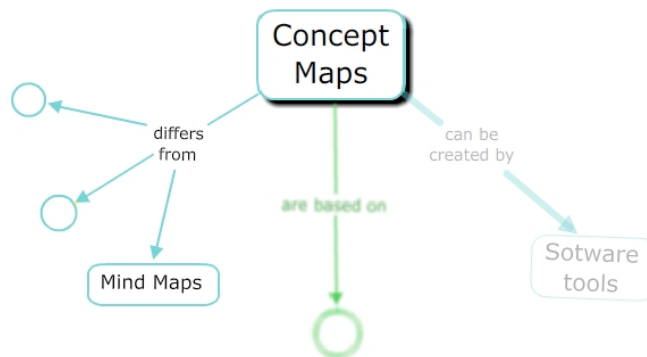 Concept
Maps
differs
from
can be
created by
are based on
Mind Maps
Sotware
tools